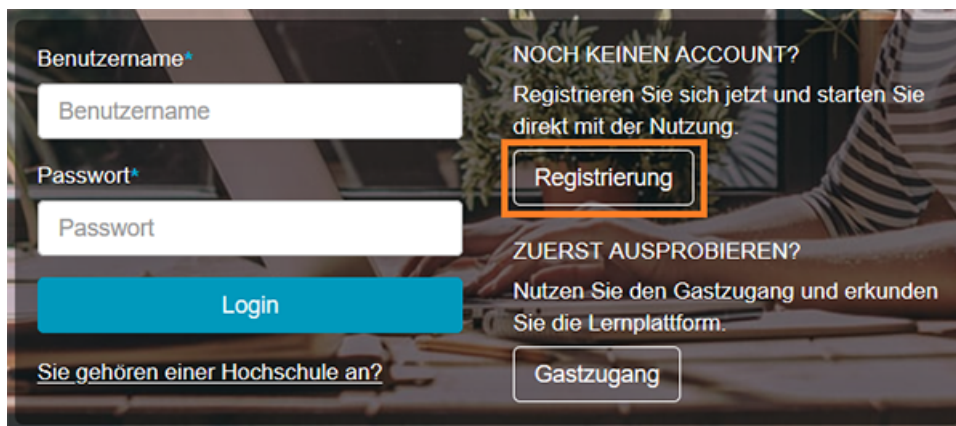 Benutzername*
Benutzername
Passwort*
Passwort
Login
Sie gehören einer Hochschule an?
NOCH KEINEN ACCOUNT?
Registrieren Sie sich jetzt und starten Sie
direkt mit der Nutzung.
Registrierung
ZUERST AUSPROBIEREN?
Nutzen Sie den Gastzugang und erkunden
Sie die Lernplattform.
Gastzugang